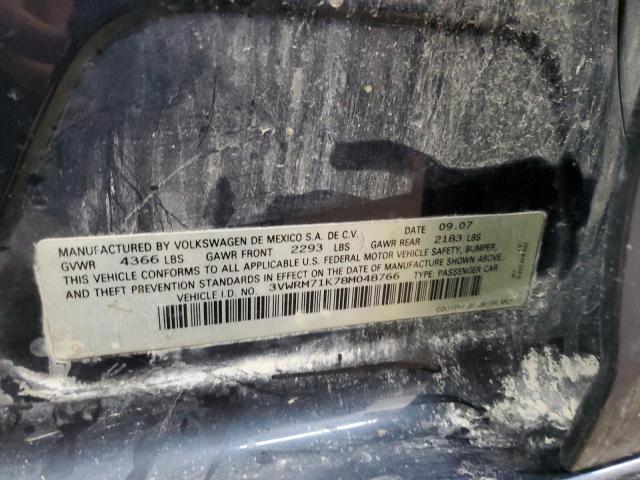 MANUFACTURED BY VOLKSWAGEN DE MEXICO S.A. DE C.V. DATE 09.07
GVWR 4366 LBS GAWR FRONT 2293 LBS GAWR REAR 2183 LBS
THIS VEHICLE CONFORMS TO ALL APPLICABLE U.S. FEDERAL MOTOR VEHICLE SAFETY, BUMPER,
AND THEFT PREVENTION STANDARDS IN EFFECT ON THE DATE OF MANUFACTURE SHOWN ABOVE.
VEHICLE I.D. NO. 3VWRM71K78M048766 TYPE: PASSENGER CAR
COUNTRY OF